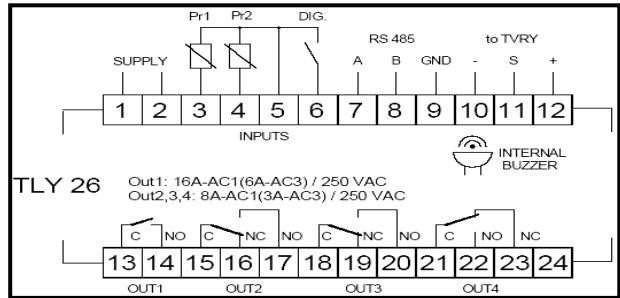 Pr1 Pr2 DIG.
RS 485 to TVRY
SUPPLY A B GND - S +
1 2 3 4 5 6 7 8 9 10 11 12
INPUTS
INTERNAL
BUZZER
TLY 26
Out1: 16A-AC1(6A-AC3) / 250 VAC
Out2,3,4: 8A-AC1(3A-AC3) / 250 VAC
C NO C NC NO C NC NO C NO NC
13 14 15 16 17 18 19 20 21 22 23 24
OUT1 OUT2 OUT3 OUT4